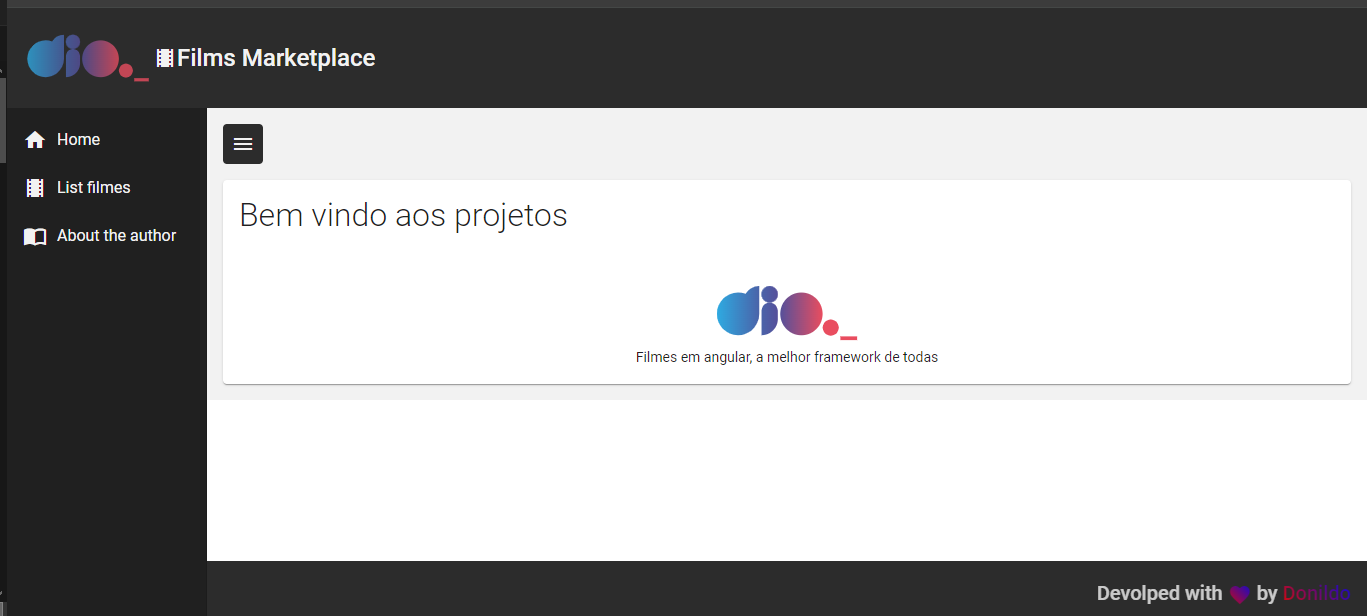 dio._
Films Marketplace
Home
List filmes
About the author
Bem vindo aos projetos
dio._
Filmes em angular, a melhor framework de todas
Devolped with by Donildo